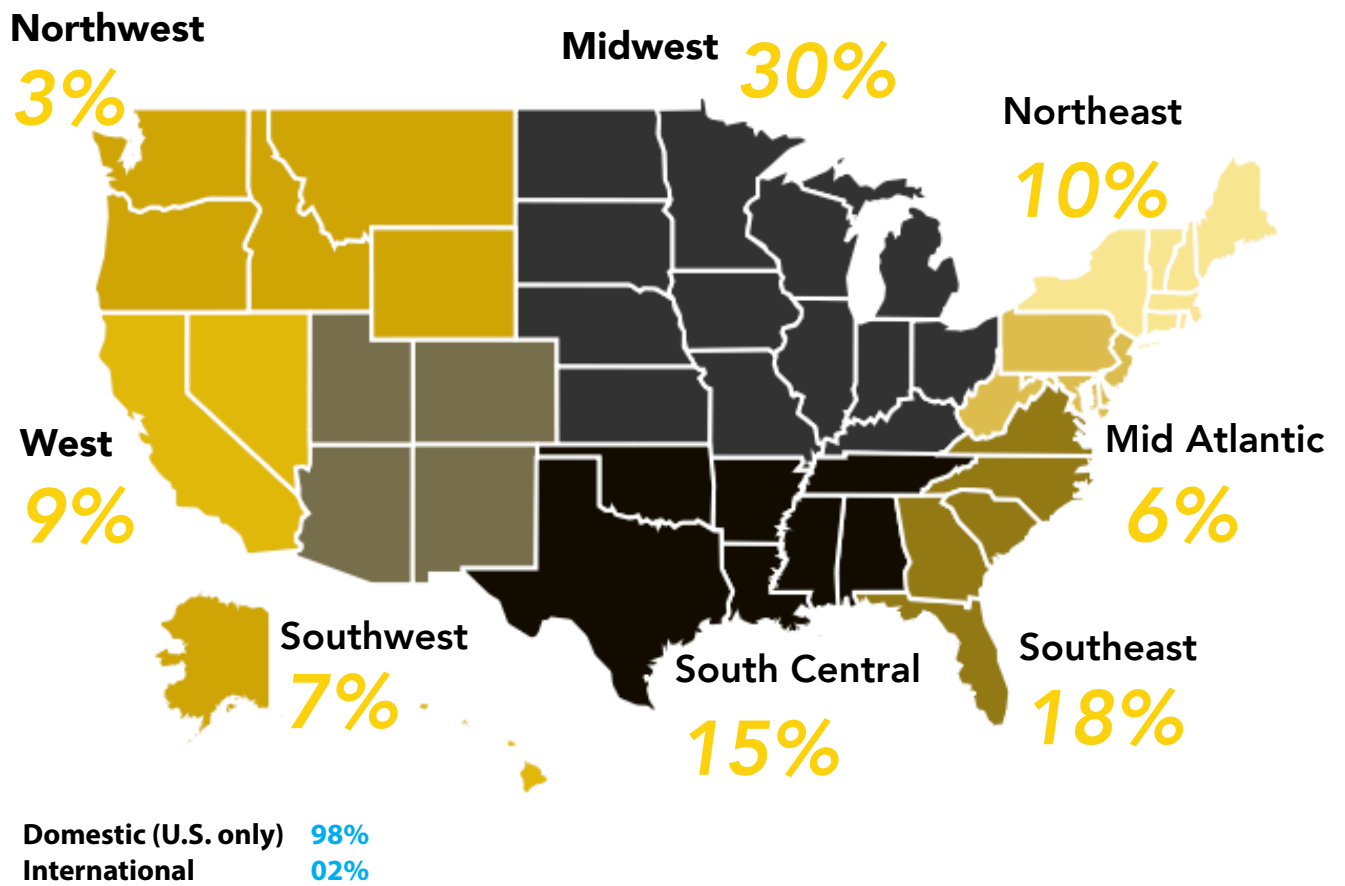 Northwest
3%
Midwest 30%
Northeast
10%
West
9%
Mid Atlantic
6%
Southwest
7%
South Central
15%
Southeast
18%
Domestic (U.S. only) 98%
International 02%